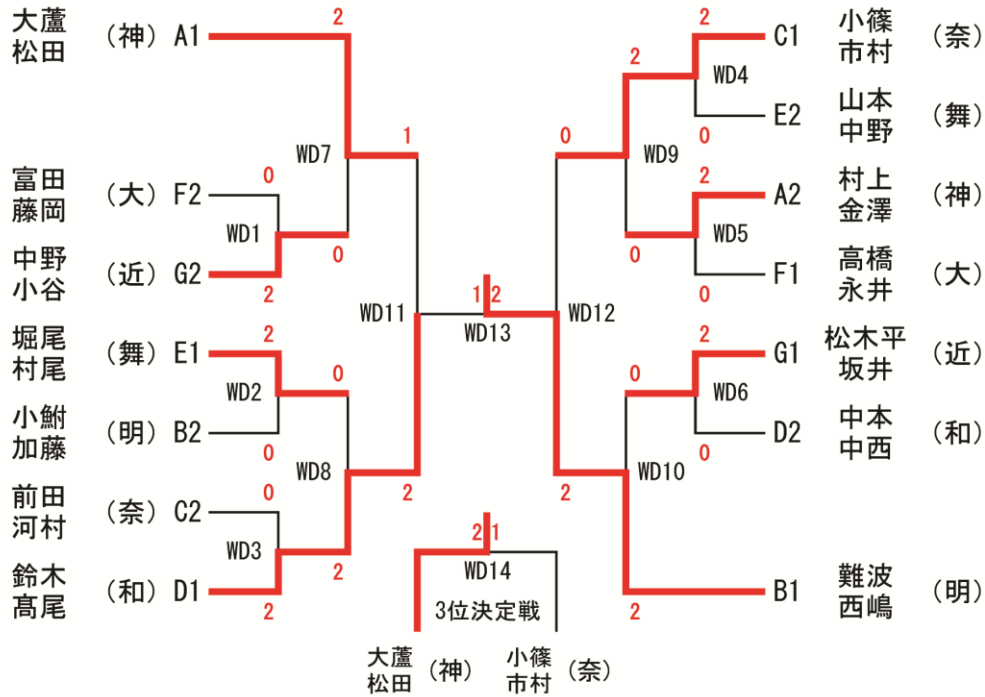 大蘆
松田
（神）A1
2
富田
藤岡
（大）F2
0
WD1
中野
小谷
（近）G2
2
WD7
0
1
堀尾
村尾
（舞）E1
2
WD2
小鮒
加藤
（明）B2
0
0
WD8
前田
河村
（奈）C2
0
WD3
鈴木
髙尾
（和）D1
2
2
2
WD11
1 2
WD13
WD12
2
C1
小篠
市村
（奈）
2
WD4
E2
山本
中野
（舞）
0
0
WD9
2
A2
村上
金澤
（神）
WD5
0
F1
高橋
永井
（大）
0
2
G1
松木平
坂井
（近）
0
WD6
D2
中本
中西
（和）
0
WD10
2
2
B1
難波
西嶋
（明）
2 1
WD14
3位決定戦
大蘆
松田
（神）
小篠
市村
（奈）